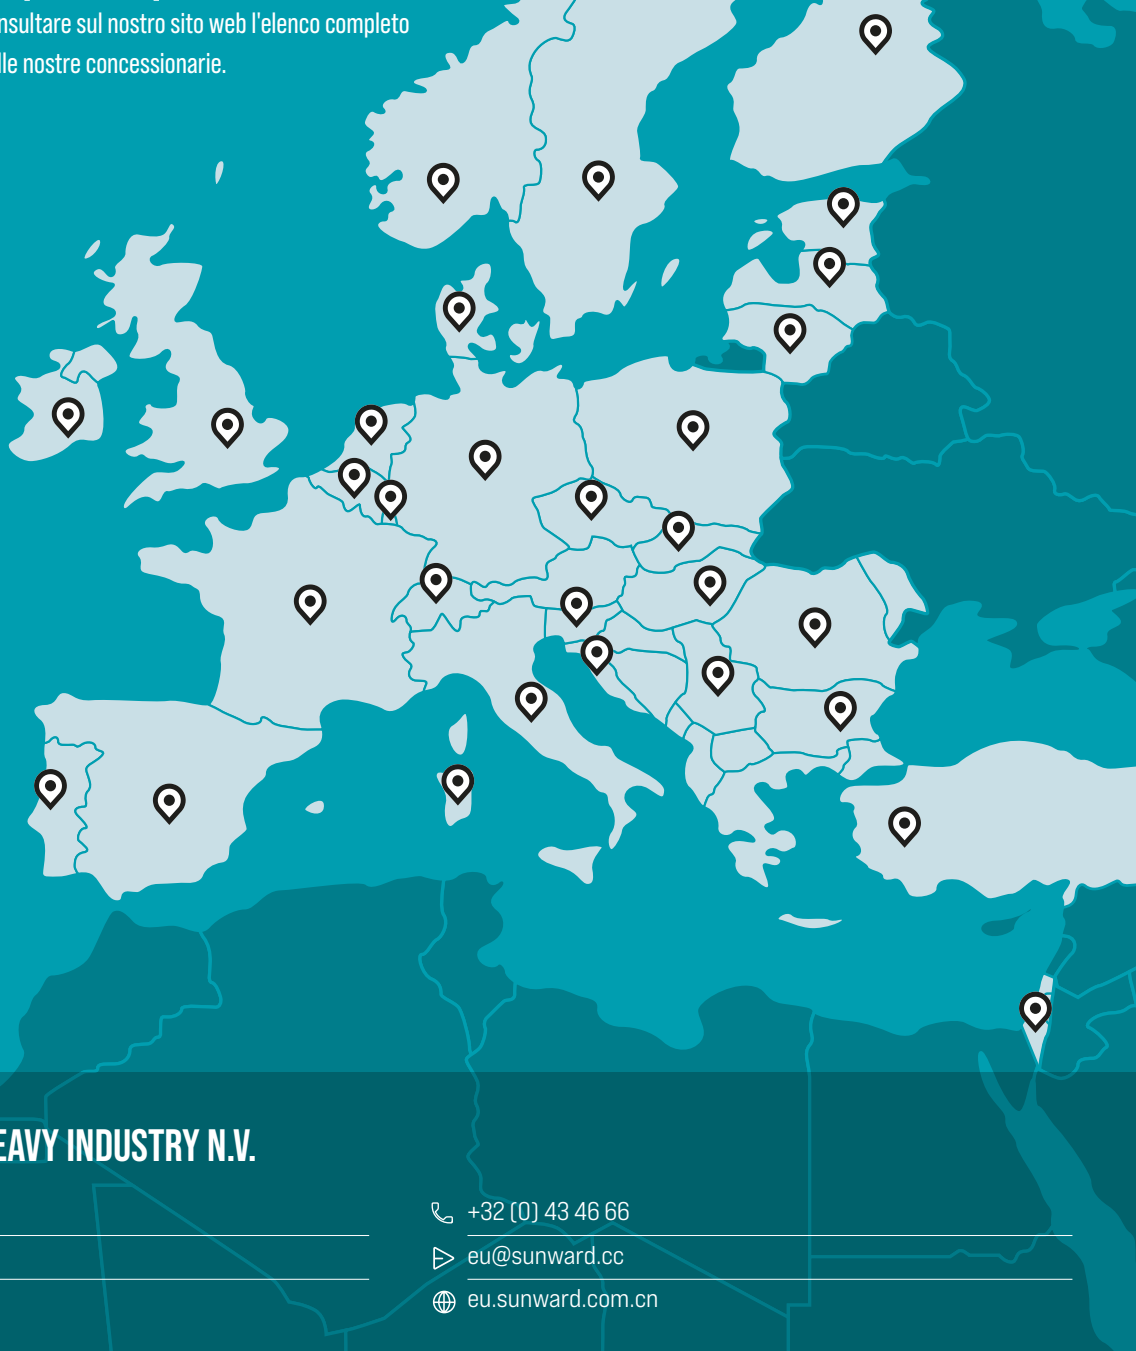 nsultare sul nostro sito web l'elenco completo
lle nostre concessionarie.
EAVY INDUSTRY N.V.
+32 (0) 43 46 66
eu@sunward.cc
eu.sunward.com.cn